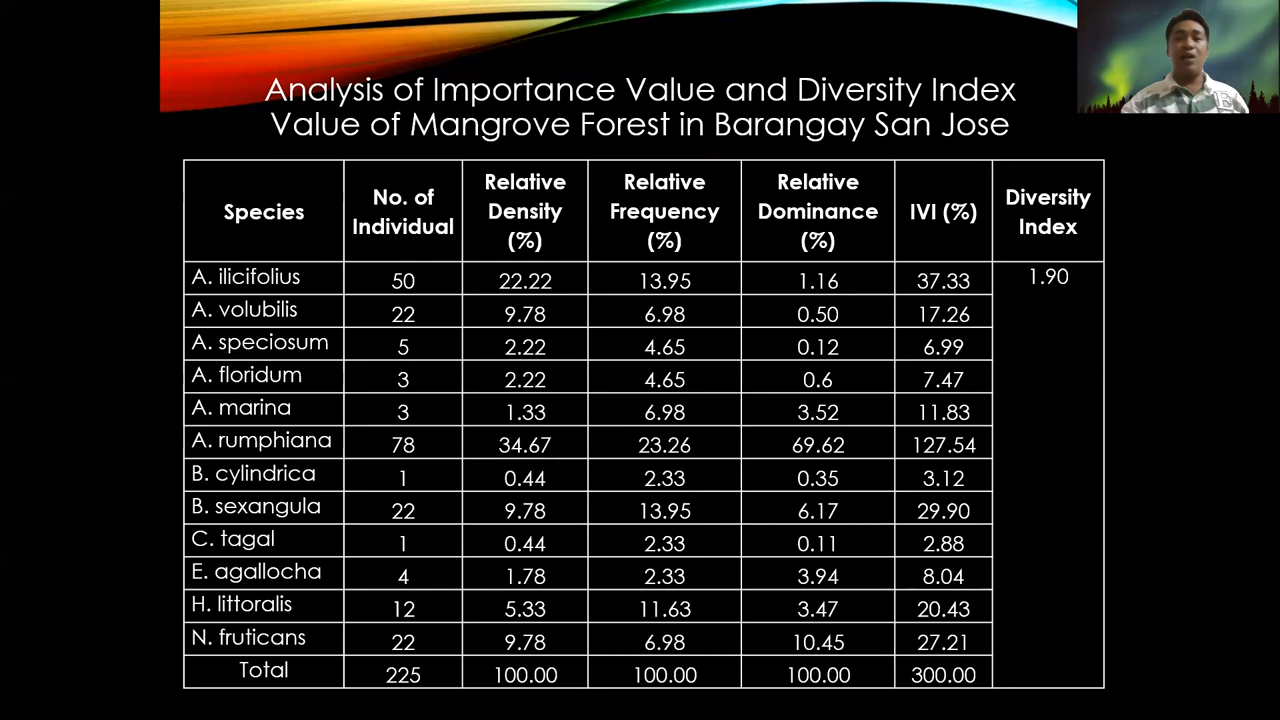 Analysis of Importance Value and Diversity Index
Value of Mangrove Forest in Barangay San Jose
Species No. of Individual Relative Density (%) Relative Frequency (%) Relative Dominance (%) IVI (%) Diversity Index
A. ilicifolius 50 22.22 13.95 1.16 37.33 1.90
A. volubilis 22 9.78 6.98 0.50 17.26
A. speciosum 5 2.22 4.65 0.12 6.99
A. floridum 3 2.22 4.65 0.6 7.47
A. marina 3 1.33 6.98 3.52 11.83
A. rumphiana 78 34.67 23.26 69.62 127.54
B. cylindrica 1 0.44 2.33 0.35 3.12
B. sexangula 22 9.78 13.95 6.17 29.90
C. tagal 1 0.44 2.33 0.11 2.88
E. agallocha 4 1.78 2.33 3.94 8.04
H. littoralis 12 5.33 11.63 3.47 20.43
N. fruticans 22 9.78 6.98 10.45 27.21
Total 225 100.00 100.00 100.00 300.00